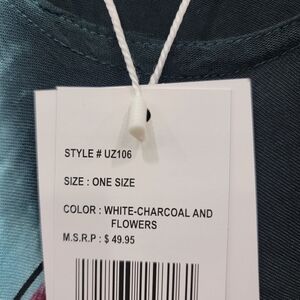 STYLE # UZ106
SIZE : ONE SIZE
COLOR : WHITE-CHARCOAL AND
FLOWERS
M.S.R.P : $ 49.95